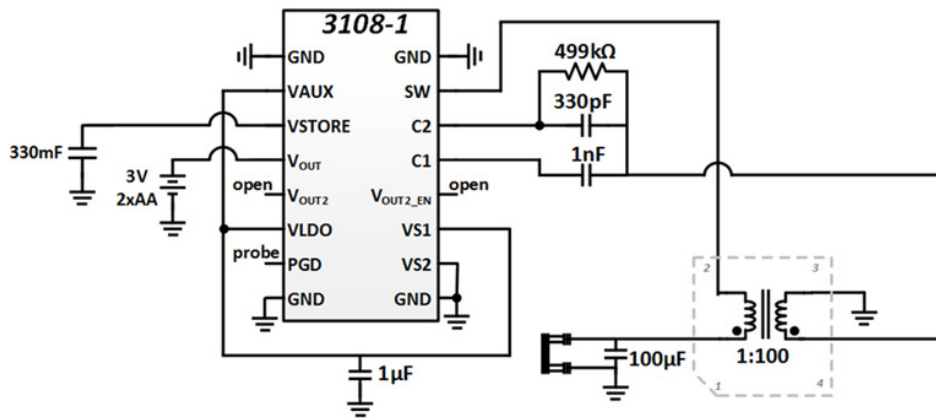 3108-1
GND
GND
VAUX
SW
VSTORE
C2
VOUT
C1
VOUT2
VOUT2_EN
VLDO
VS1
PGD
VS2
GND
GND
499kΩ
330pF
1nF
330mF
3V
2xAA
open
open
probe
1µF
100µF
2
3
1:100
1
4